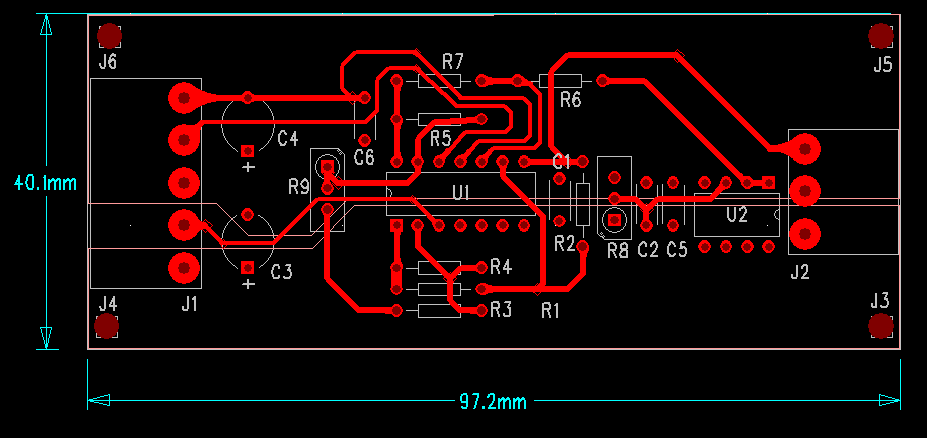 J6
R7
J5
R6
C4
R5
C6
C1
40.1mm
R9
U1
U2
R2
R8
C2
C5
C3
R4
J2
J4
J1
R3
R1
J3
+
+
97.2mm